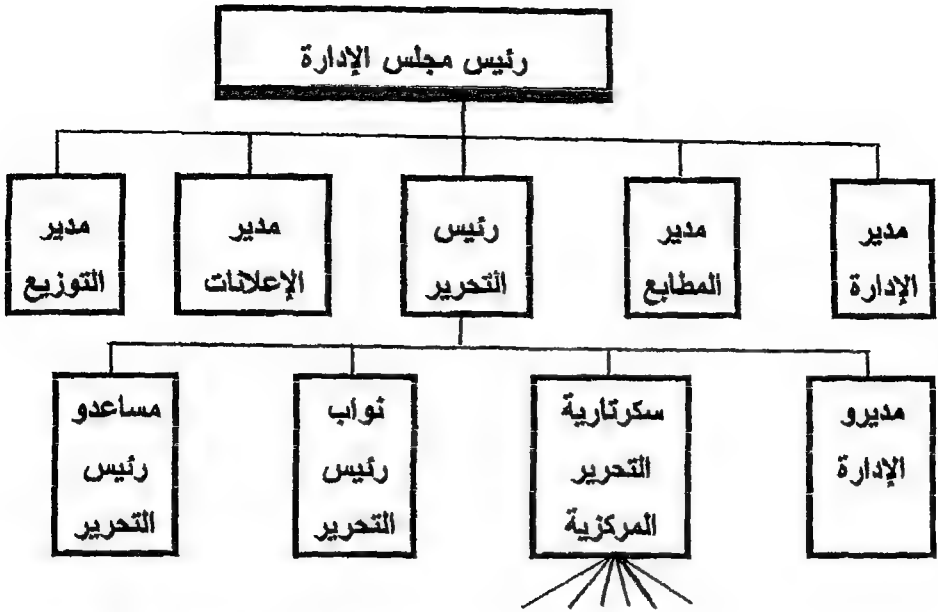 رئيس مجلس الإدارة
مدير
الإدارة
مدير
المطابع
رئيس
التحرير
مدير
الإعلانات
مدير
التوزيع
مديرو
الإدارة
سكرتارية
التحرير
المركزية
نواب
رئيس
التحرير
مساعدو
رئيس
التحرير